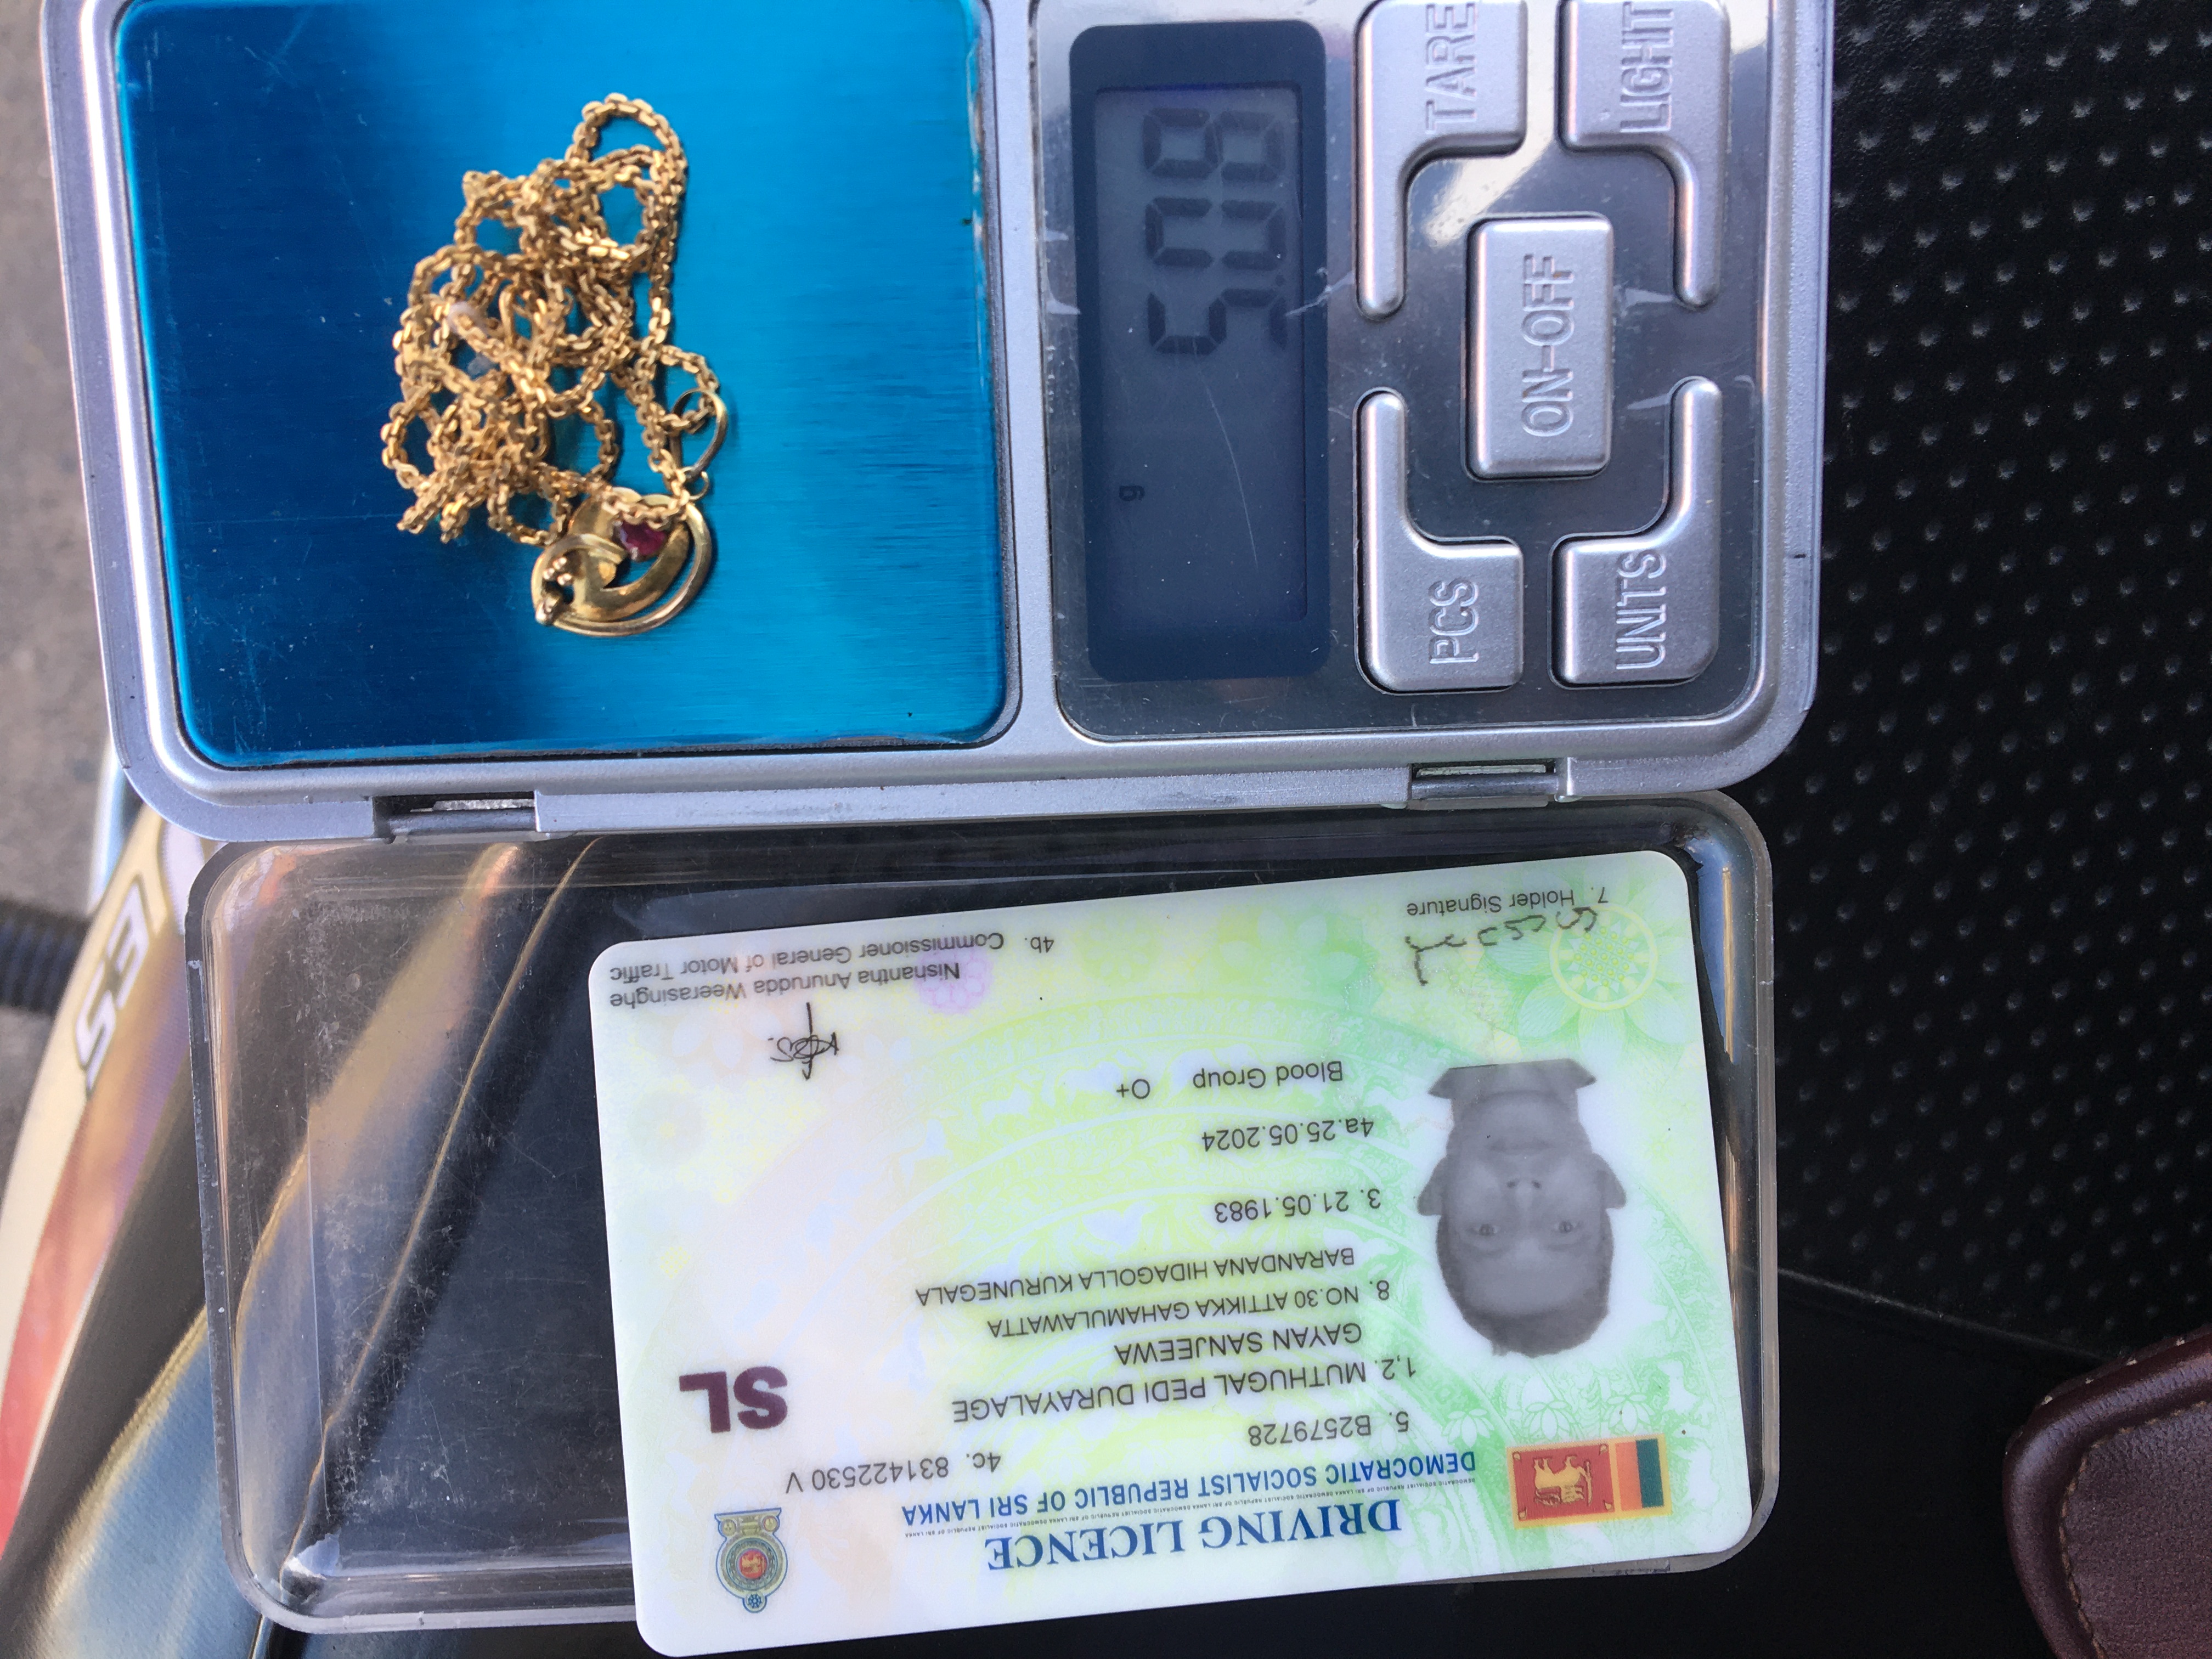 DRIVING LICENCE
DEMOCRATIC SOCIALIST REPUBLIC OF SRI LANKA
5. B2579728
4c. 831422530 V
1,2. MUTHUGAL PEDI DURAYALAGE
GAYAN SANJEEWA
SL
8. NO.30 ATTIKKA GAHAMULAWATTA
BARANDANA HIDAGOLLA KURUNEGALA
3. 21.05.1983
4a.25.05.2024
Blood Group O+
7. Holder Signature
Nishantha Anurudda Weerasinghe
4b. Commissioner General of Motor Traffic
g
5.08
PCS
TARE
ON-OFF
UNITS
LIGHT